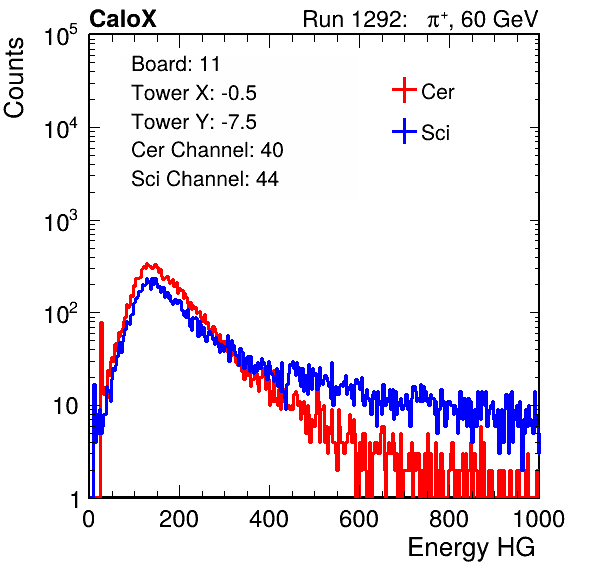 CaloX Run 1292: π⁺, 60 GeV
Counts
10⁵
10⁴
10³
10²
10
1
Board: 11
Tower X: -0.5
Tower Y: -7.5
Cer Channel: 40
Sci Channel: 44
Cer
Sci
0 200 400 600 800 1000
Energy HG